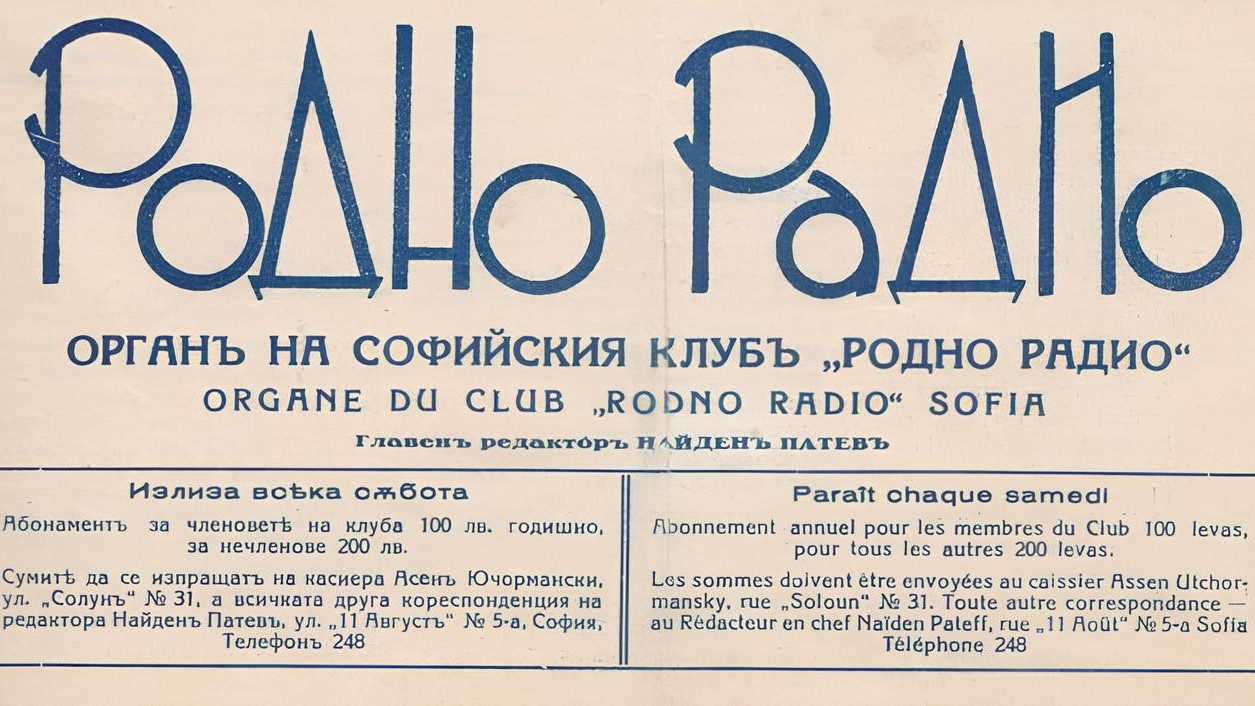 РОДНО РАДИО
ОРГАНЪ НА СОФИЙСКИЯ КЛУБЪ „РОДНО РАДИО“
ORGANE DU CLUB „RODNO RADIO“ SOFIA
Главенъ редакторъ НАЙДЕНЪ ПАТЕВЪ
Излиза всѣка сѫбота
Абонаментъ за членоветѣ на клуба 100 лв. годишно,
за нечленове 200 лв.
Сумитѣ да се изпращатъ на касиера Асенъ Ючормански,
ул. „Солунъ“ № 31, а всичката друга кореспонденция на
редактора Найденъ Патевъ, ул. „11 Августъ“ № 5-а, София,
Телефонъ 248
Paraît chaque samedi
Abonnement annuel pour les membres du Club 100 levas,
pour tous les autres 200 levas.
Les sommes doivent être envoyées au caissier Assen Utchor-
mansky, rue „Soloun“ № 31. Toute autre correspondance —
au Rédacteur en chef Naïden Pateff, rue „11 Août“ № 5-a Sofia
Téléphone 248